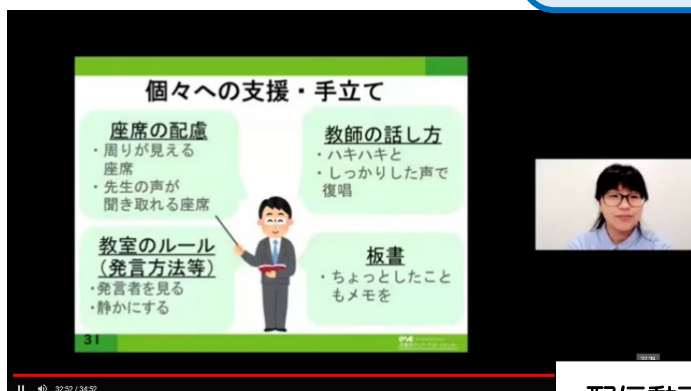 個々への支援・手立て
座席の配慮
・周りが見える
座席
・先生の声が
聞き取れる座席
教師の話し方
・ハキハキと
・しっかりした声で
復唱
教室のルール
(発言方法等)
・発言者を見る
・静かにする
板書
・ちょっとしたこと
もメモを
31
32:52 / 34:52